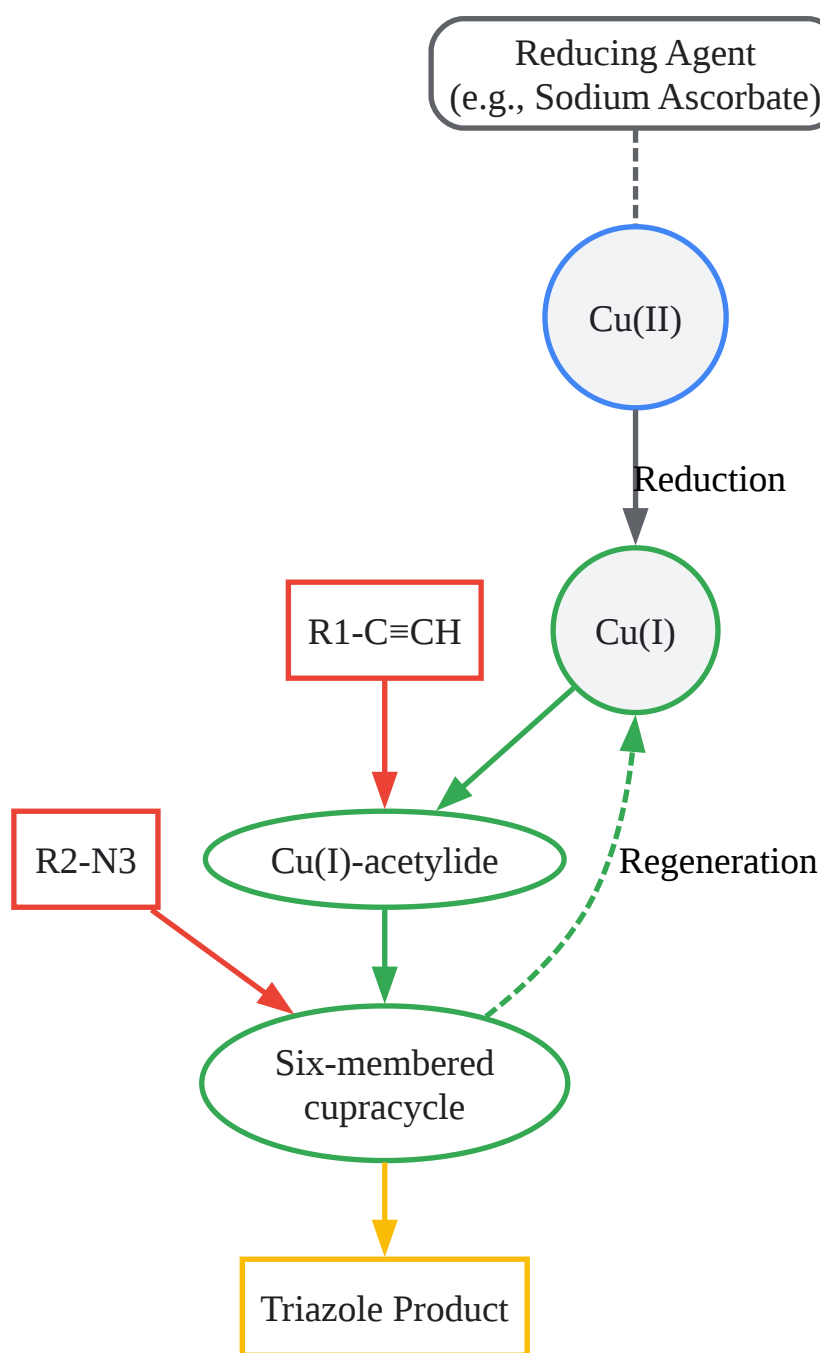 Reducing Agent
(e.g., Sodium Ascorbate)
Cu(II)
Reduction
R1-C≡CH
Cu(I)
R2-N3
Cu(I)-acetylide
Regeneration
Six-membered
cupracycle
Triazole Product